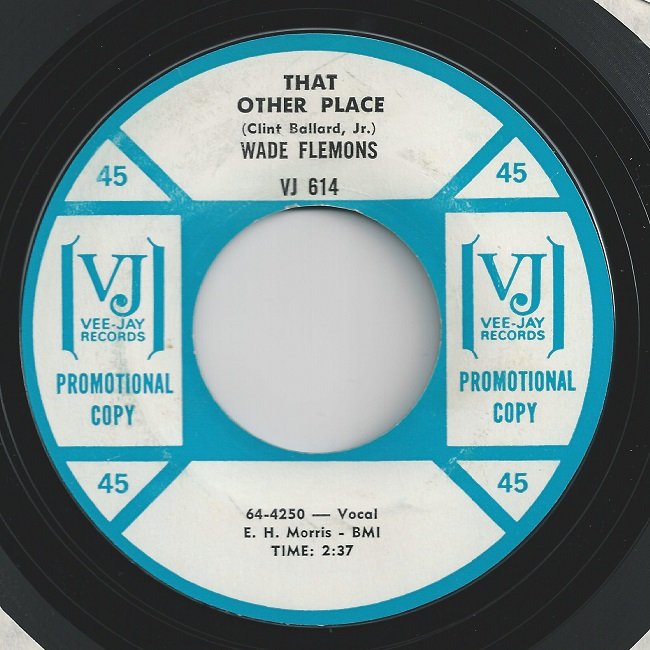 THAT
OTHER PLACE
(Clint Ballard, Jr.)
WADE FLEMONS
VJ 614
45
45
VJ
VEE-JAY
RECORDS
PROMOTIONAL
COPY
VJ
VEE-JAY
RECORDS
PROMOTIONAL
COPY
45
45
64-4250 — Vocal
E. H. Morris - BMI
TIME: 2:37